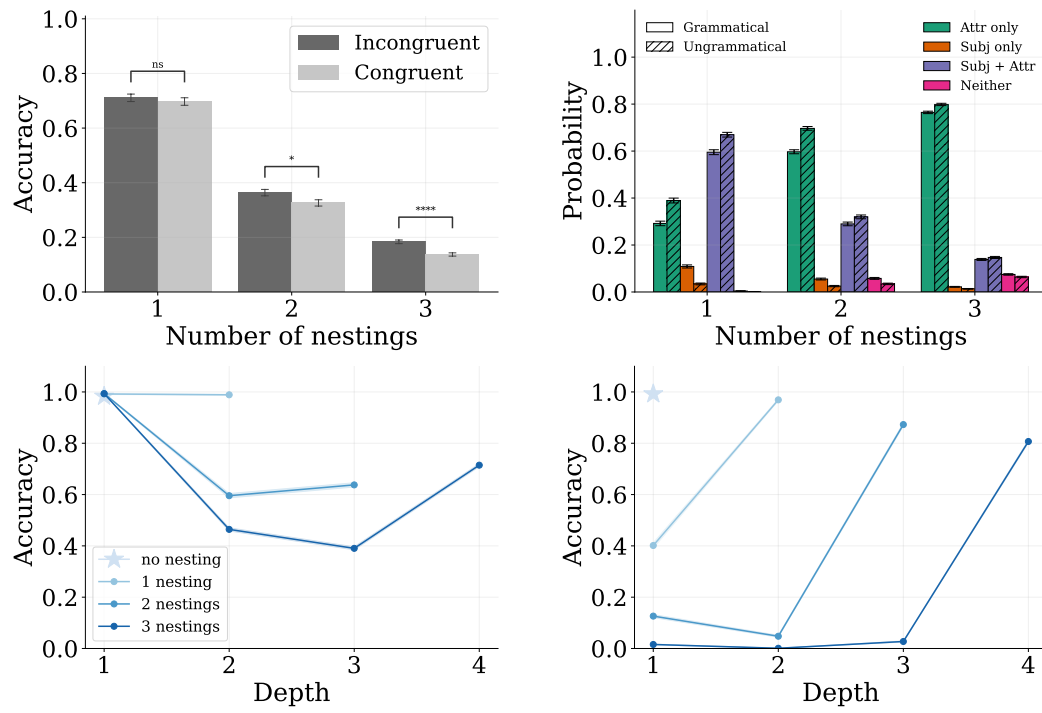 1.0
0.8
0.6
0.4
0.2
0.0
Accuracy
Incongruent
Congruent
ns
*
****
1 2 3
Number of nestings
1.0
0.8
0.6
0.4
0.2
0.0
Probability
Grammatical
Ungrammatical
Attr only
Subj only
Subj + Attr
Neither
1 2 3
Number of nestings
1.0
0.8
0.6
0.4
0.2
0.0
Accuracy
no nesting
1 nesting
2 nestings
3 nestings
1 2 3 4
Depth
1.0
0.8
0.6
0.4
0.2
0.0
Accuracy
1 2 3 4
Depth